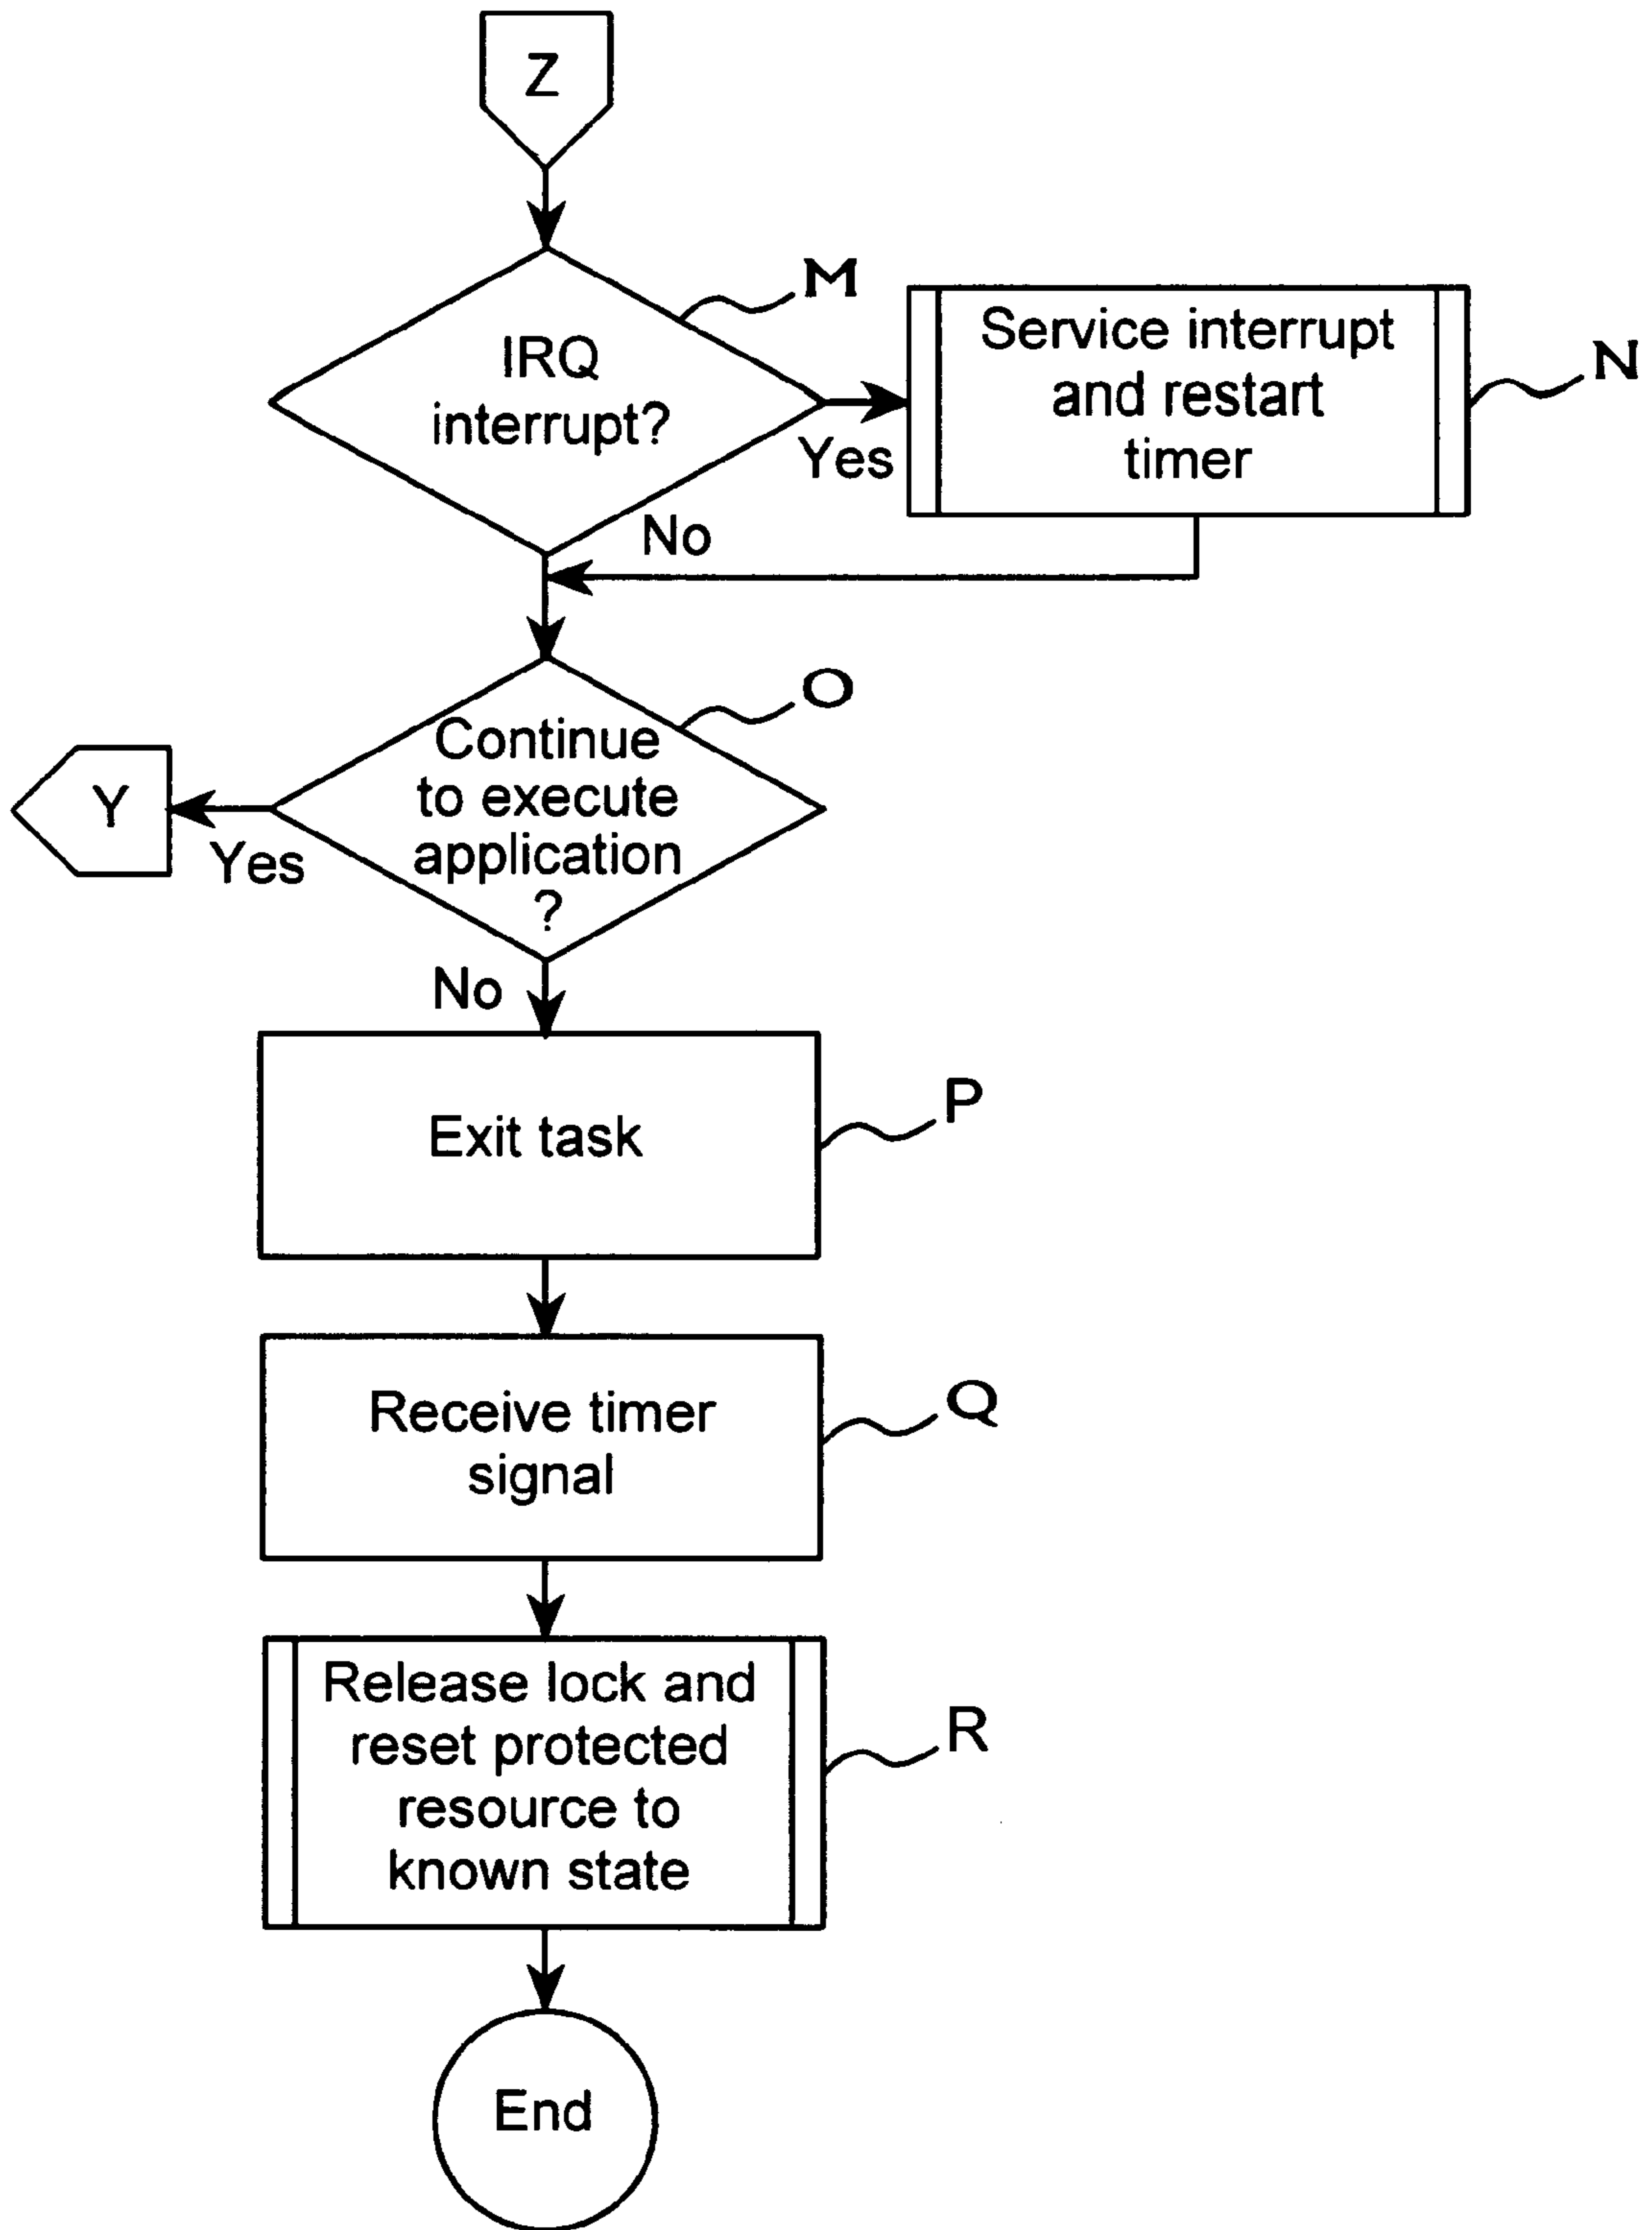 Z
M
IRQ
interrupt?
Yes
No
Service interrupt
and restart
timer
N
O
Continue
to execute
application
?
Y
Yes
No
Exit task
P
Receive timer
signal
Q
Release lock and
reset protected
resource to
known state
R
End